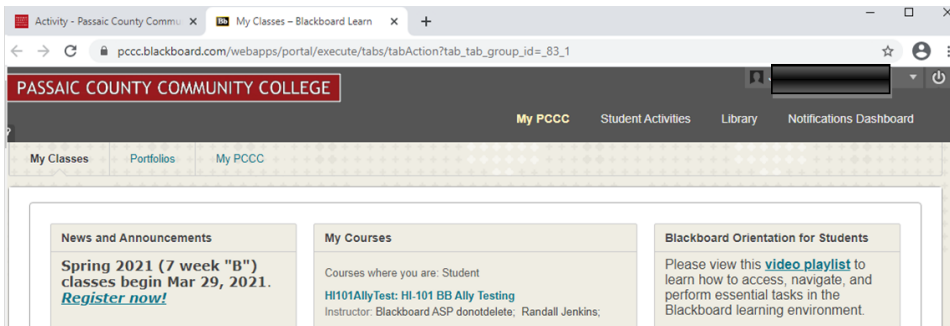 Activity - Passaic County Commu
My Classes – Blackboard Learn
pccc.blackboard.com/webapps/portal/execute/tabs/tabAction?tab_tab_group_id=_83_1
PASSAIC COUNTY COMMUNITY COLLEGE
My PCCC Student Activities Library Notifications Dashboard
My Classes Portfolios My PCCC
News and Announcements
Spring 2021 (7 week "B")
classes begin Mar 29, 2021.
Register now!
My Courses
Courses where you are: Student
HI101AllyTest: HI-101 BB Ally Testing
Instructor: Blackboard ASP donotdelete; Randall Jenkins;
Blackboard Orientation for Students
Please view this video playlist to
learn how to access, navigate, and
perform essential tasks in the
Blackboard learning environment.